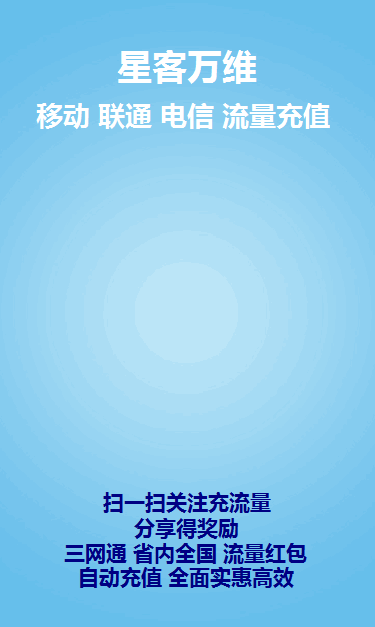 星客万维
移动 联通 电信 流量充值
扫一扫关注充流量
分享得奖励
三网通 省内全国 流量红包
自动充值 全面实惠高效